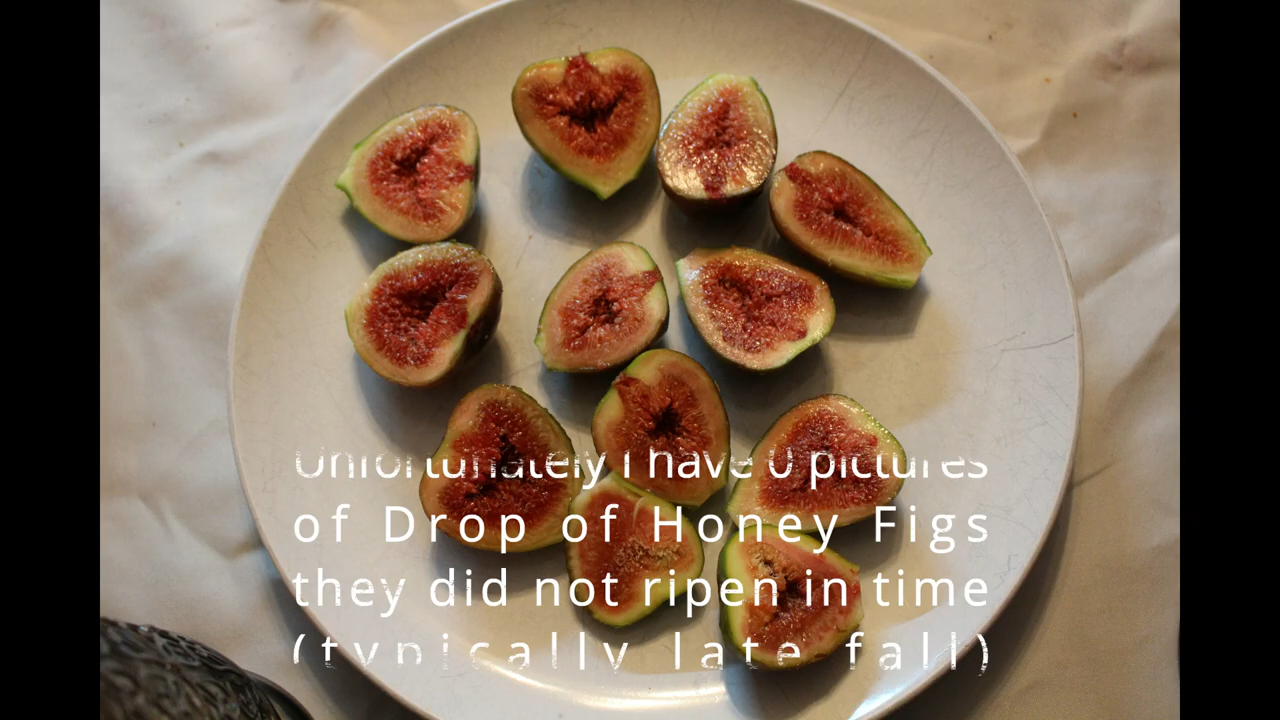 Unfortunately I have 0 pictures
of Drop of Honey Figs
they did not ripen in time
(typically late fall)